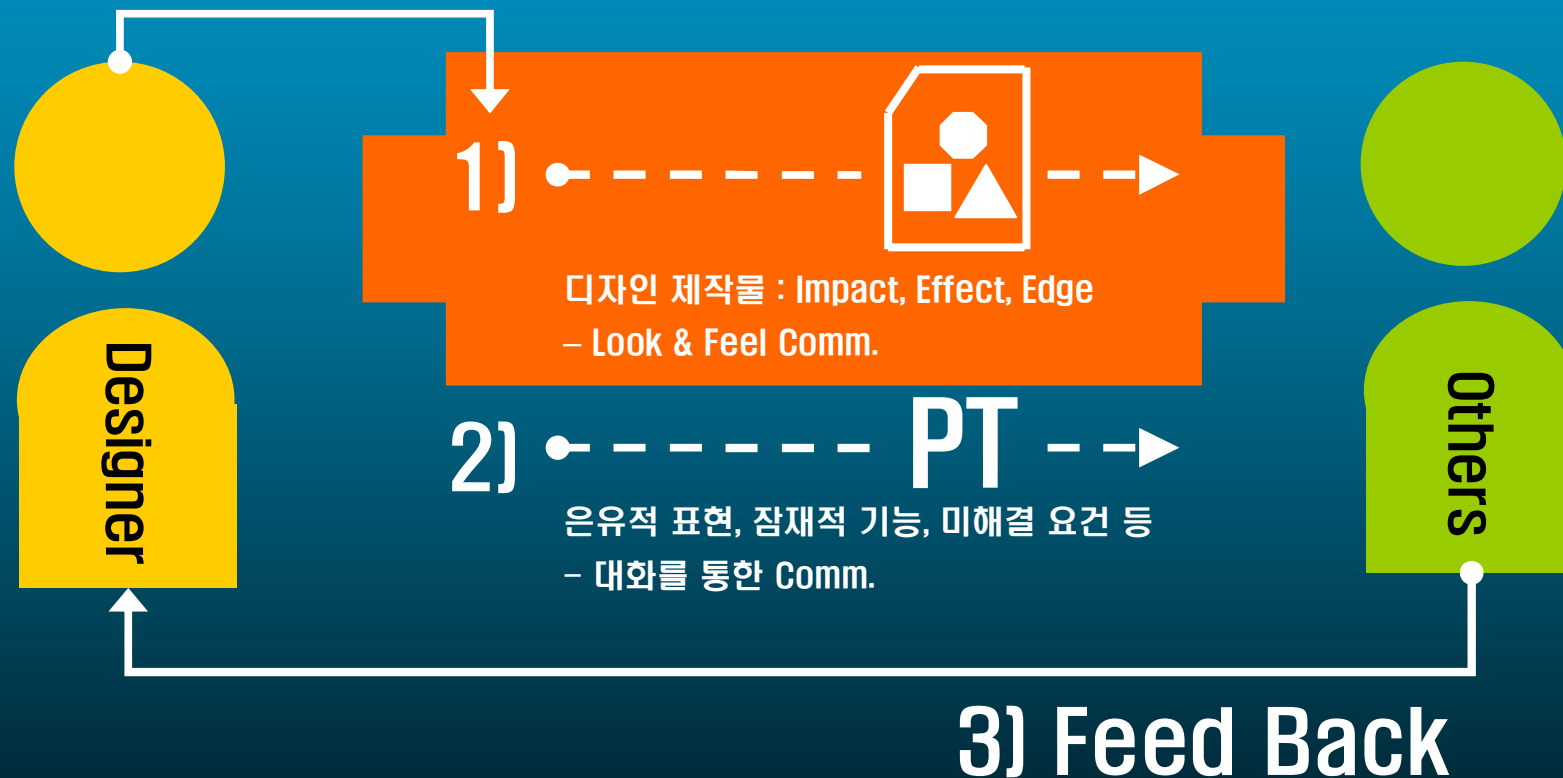 Designer
1)
디자인 제작물 : Impact, Effect, Edge
– Look & Feel Comm.
2)
PT
은유적 표현, 잠재적 기능, 미해결 요건 등
- 대화를 통한 Comm.
Others
3) Feed Back